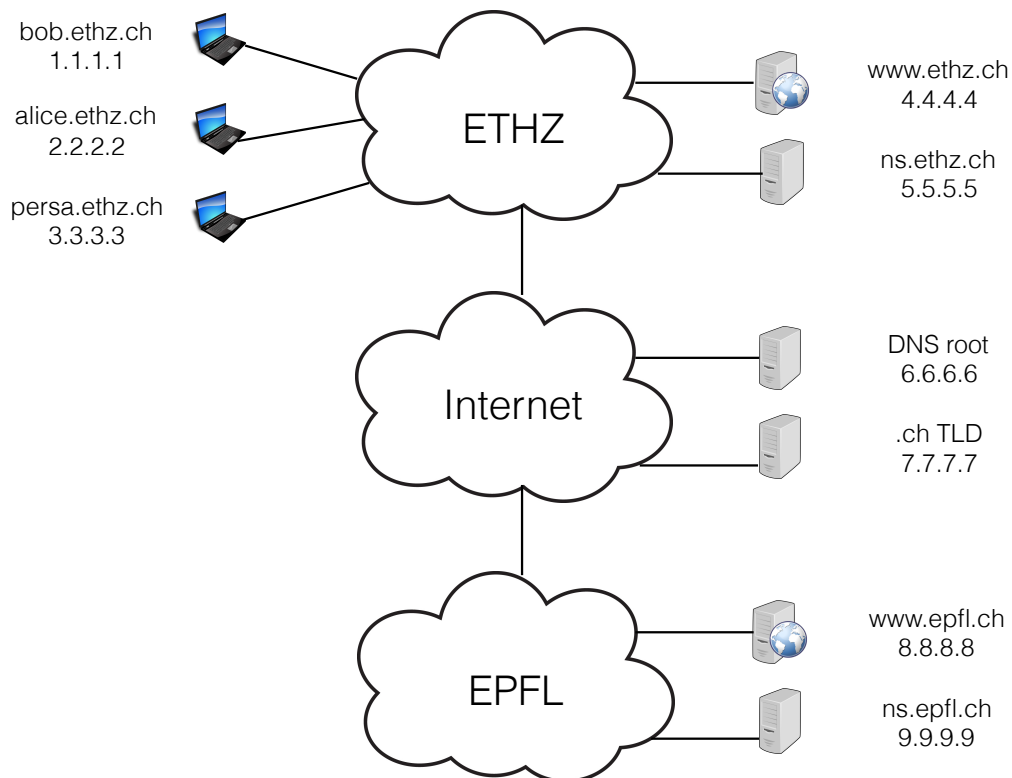 bob.ethz.ch
1.1.1.1
alice.ethz.ch
2.2.2.2
persa.ethz.ch
3.3.3.3
ETHZ
www.ethz.ch
4.4.4.4
ns.ethz.ch
5.5.5.5
Internet
DNS root
6.6.6.6
.ch TLD
7.7.7.7
EPFL
www.epfl.ch
8.8.8.8
ns.epfl.ch
9.9.9.9